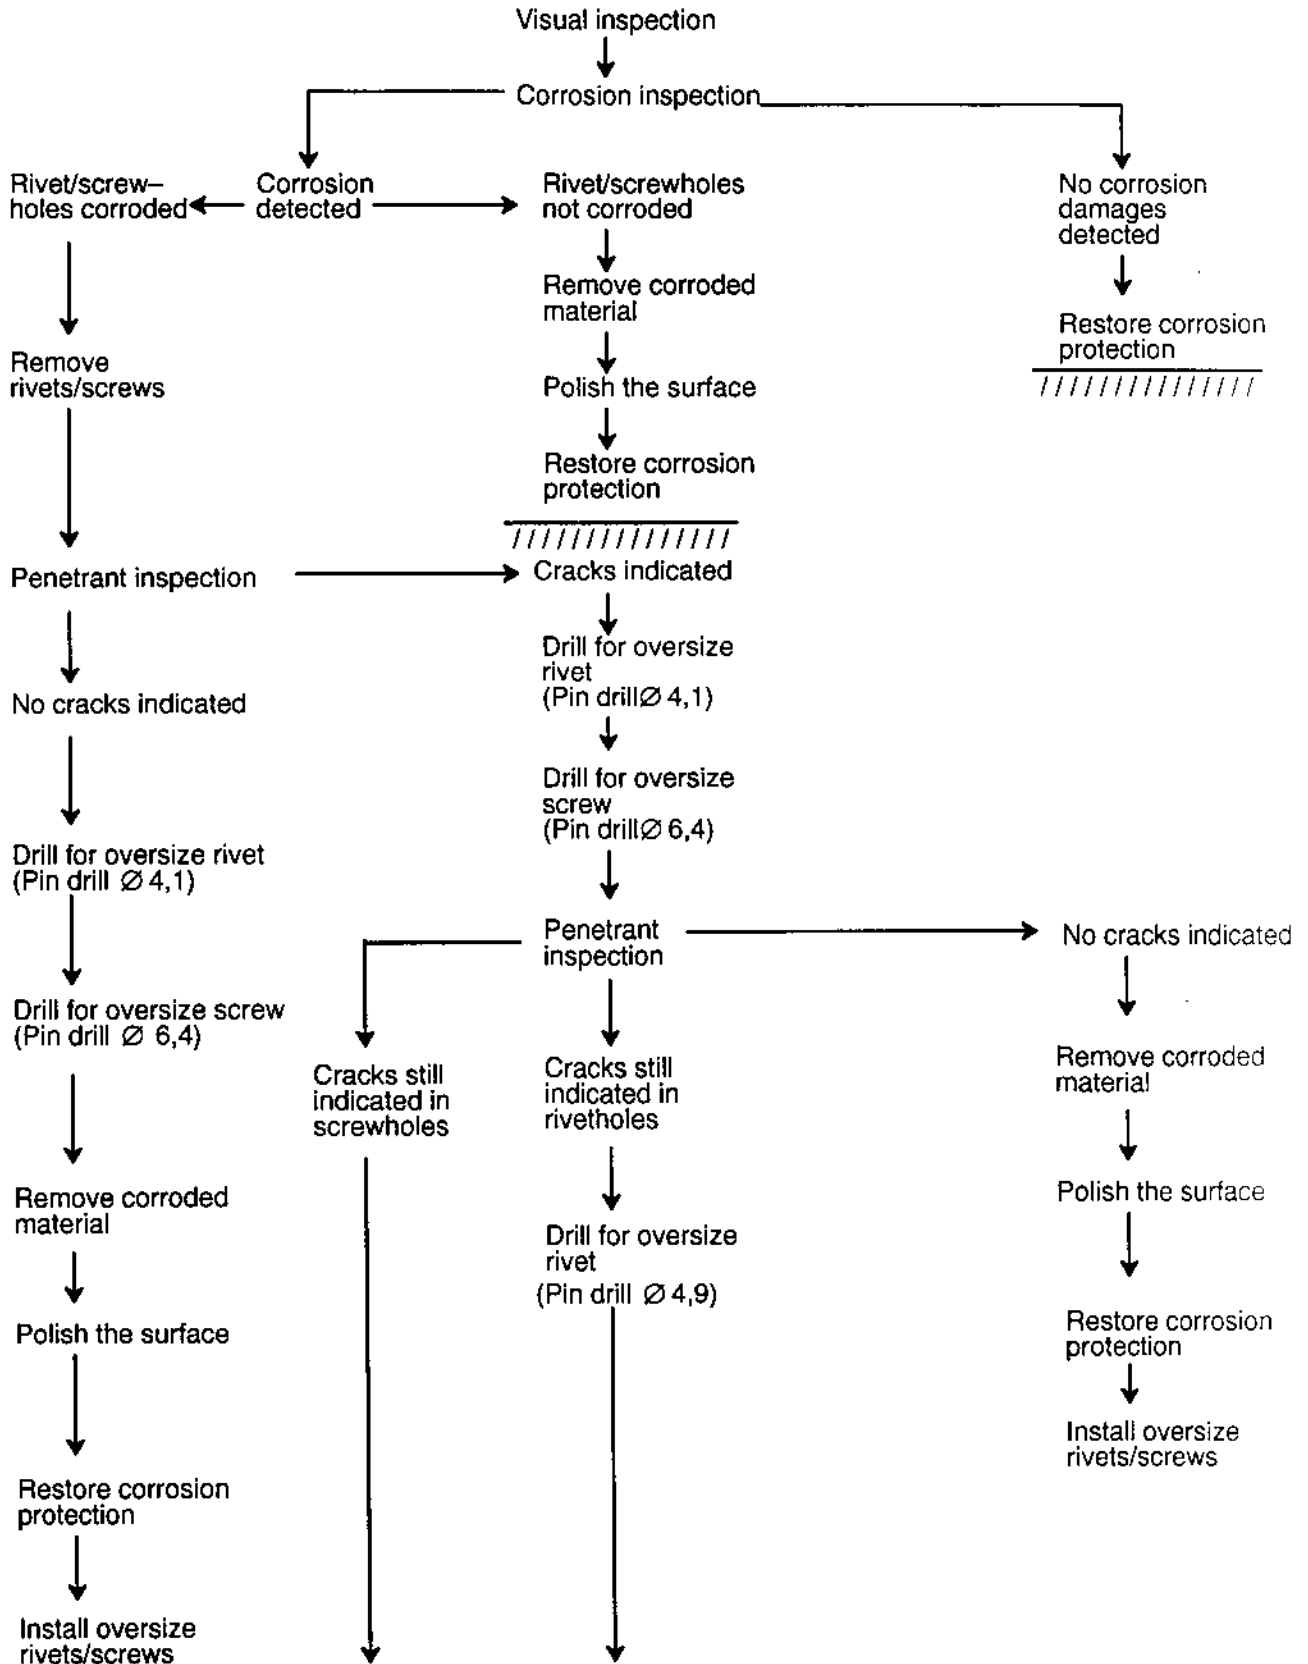 Visual inspection
Corrosion inspection
Rivet/screw–
holes corroded
Corrosion
detected
Rivet/screwholes
not corroded
No corrosion
damages
detected
Remove corroded
material
Restore corrosion
protection
Remove
rivets/screws
Polish the surface
Restore corrosion
protection
Penetrant inspection
Cracks indicated
Drill for oversize
rivet
(Pin drill Ø 4,1)
No cracks indicated
Drill for oversize
screw
(Pin drill Ø 6,4)
Drill for oversize rivet
(Pin drill Ø 4,1)
Penetrant
inspection
No cracks indicated
Drill for oversize screw
(Pin drill Ø 6,4)
Cracks still
indicated in
screwholes
Cracks still
indicated in
rivetholes
Remove corroded
material
Remove corroded
material
Polish the surface
Drill for oversize
rivet
(Pin drill Ø 4,9)
Polish the surface
Restore corrosion
protection
Install oversize
rivets/screws
Restore corrosion
protection
Install oversize
rivets/screws